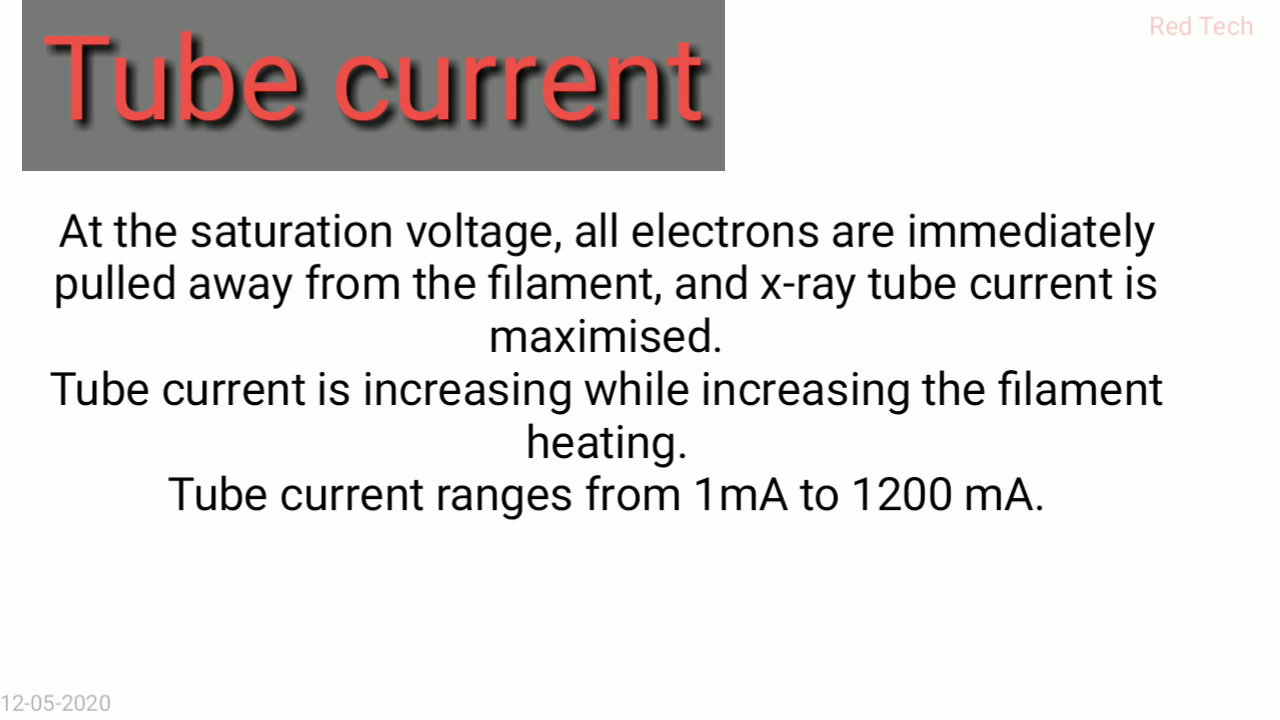 Tube current
Red Tech
At the saturation voltage, all electrons are immediately
pulled away from the filament, and x-ray tube current is
maximised.
Tube current is increasing while increasing the filament
heating.
Tube current ranges from 1mA to 1200 mA.
12-05-2020